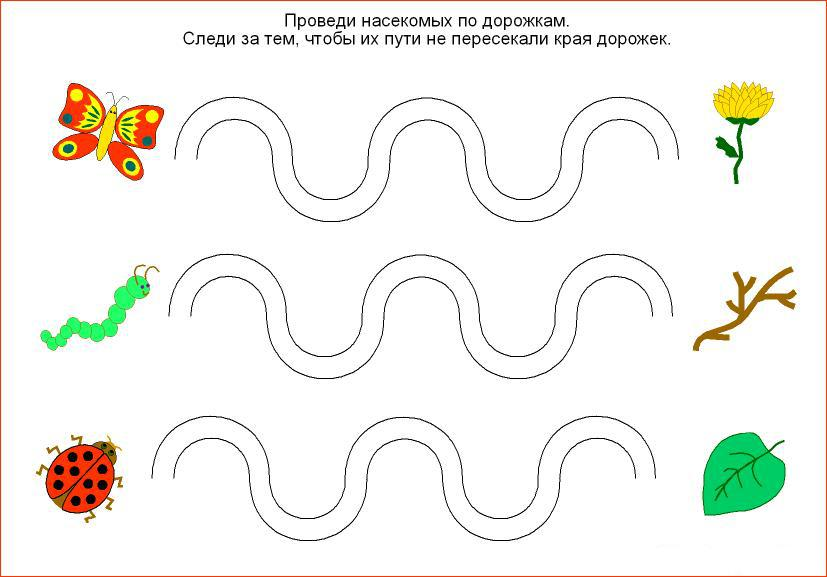 Проведи насекомых по дорожкам.
Следи за тем, чтобы их пути не пересекали края дорожек.